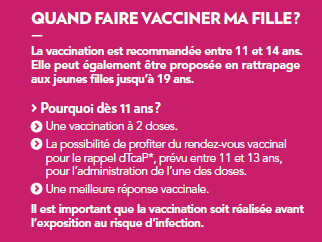 QUAND FAIRE VACCINER MA FILLE ?
La vaccination est recommandée entre 11 et 14 ans.
Elle peut également être proposée en rattrapage
aux jeunes filles jusqu'à 19 ans.
> Pourquoi dès 11 ans ?
Une vaccination à 2 doses.
La possibilité de profiter du rendez-vous vaccinal
pour le rappel dTcaP*, prévu entre 11 et 13 ans,
pour l'administration de l'une des doses.
Une meilleure réponse vaccinale.
Il est important que la vaccination soit réalisée avant
l'exposition au risque d'infection.